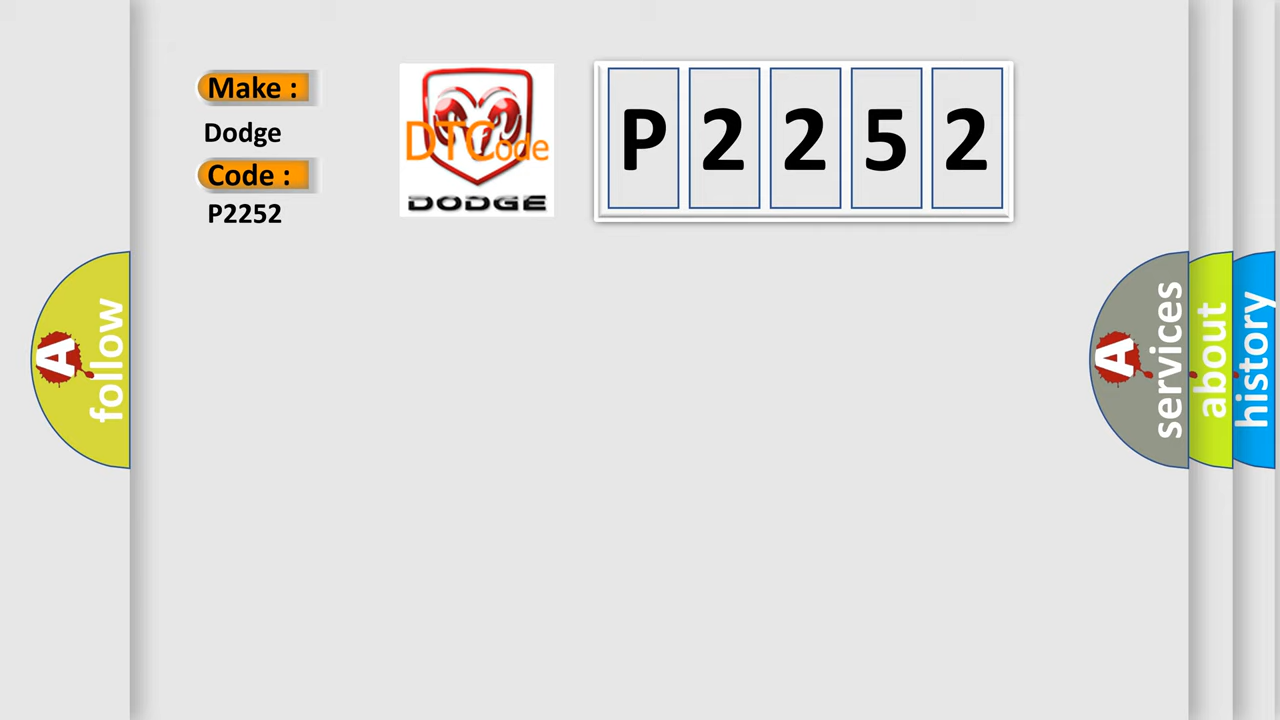 Make :
Dodge
Code :
P2252
DTCode
DODGE
P 2 2 5 2
A follow
A services
about
history